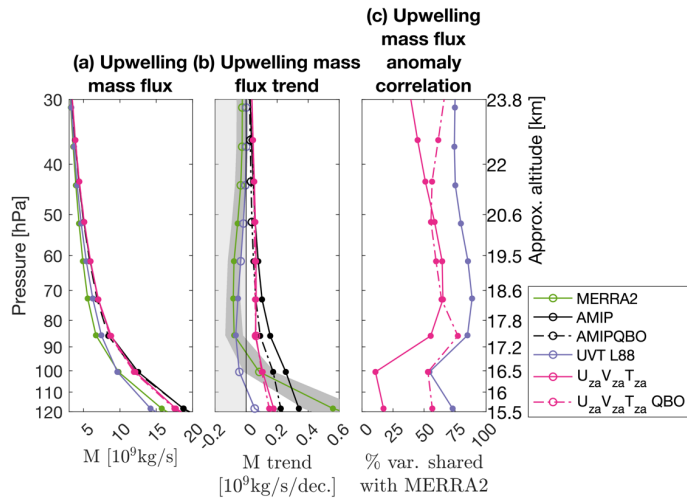 (c) Upwelling
mass flux
anomaly
correlation
(a) Upwelling
mass flux
(b) Upwelling mass
flux trend
Pressure [hPa]
30
40
50
60
70
80
90
100
110
120
5
10
15
20
M [10⁹kg/s]
-0.2
0
0.2
0.4
0.6
M trend
[10⁹kg/s/dec.]
0
25
50
75
100
% var. shared
with MERRA2
23.8
22
20.6
19.5
18.6
17.8
17.2
16.5
16
15.5
Approx. altitude [km]
MERRA2
AMIP
AMIPQBO
UVT L88
UzaVzaTza
UzaVzaTza QBO